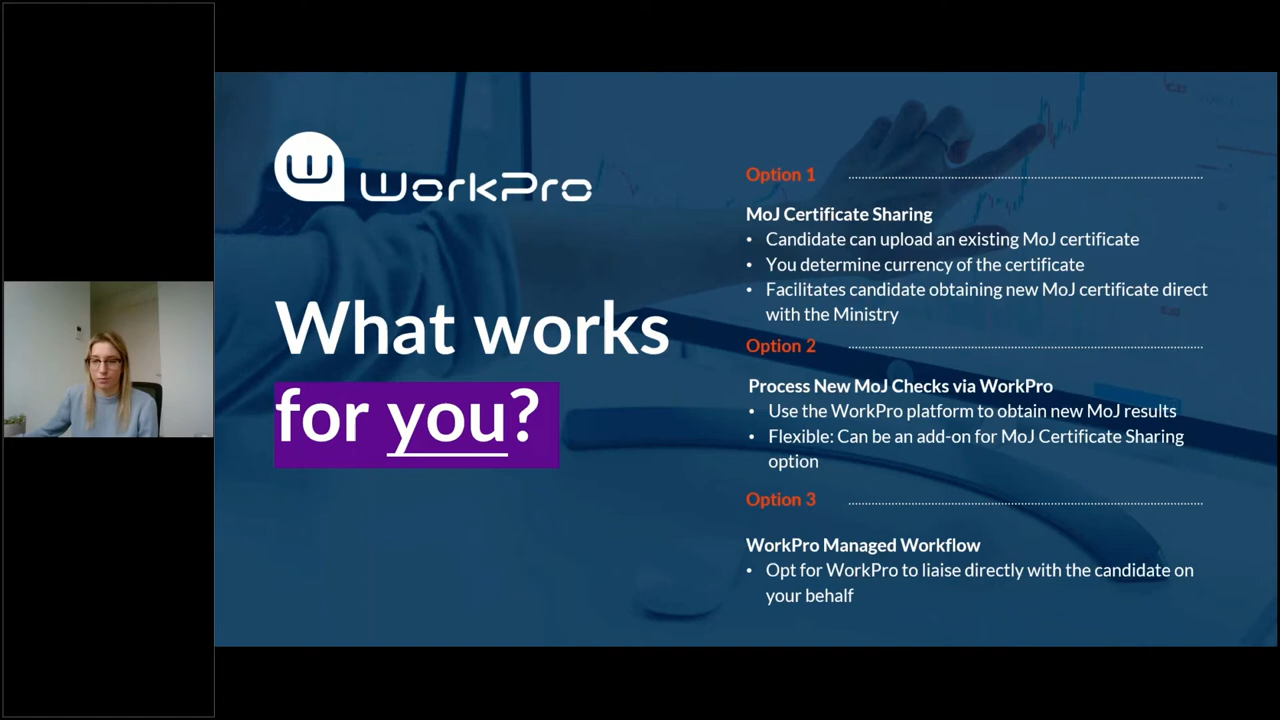 WorkPro
What works
for you?
Option 1
MoJ Certificate Sharing
• Candidate can upload an existing MoJ certificate
• You determine currency of the certificate
• Facilitates candidate obtaining new MoJ certificate direct
with the Ministry
Option 2
Process New MoJ Checks via WorkPro
• Use the WorkPro platform to obtain new MoJ results
• Flexible: Can be an add-on for MoJ Certificate Sharing
option
Option 3
WorkPro Managed Workflow
• Opt for WorkPro to liaise directly with the candidate on
your behalf